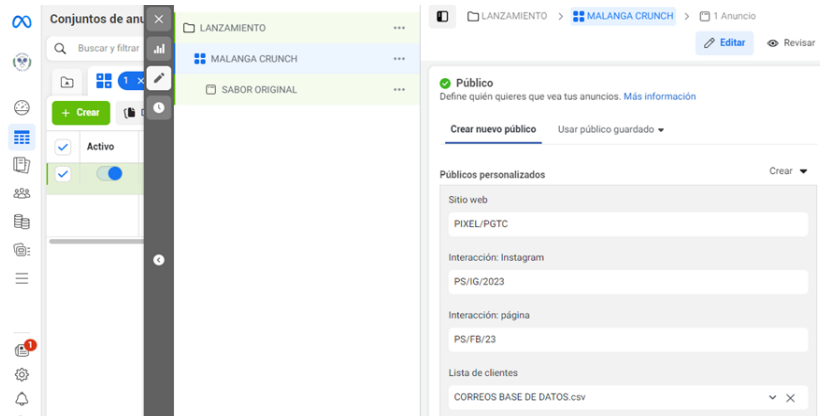 Conjuntos de anu
Buscar y filtrar
1
Crear
D
Activo
1
LANZAMIENTO
MALANGA CRUNCH
SABOR ORIGINAL
LANZAMIENTO > MALANGA CRUNCH > 1 Anuncio
Editar
Revisar
Público
Define quién quieres que vea tus anuncios. Más información
Crear nuevo público
Usar público guardado
Públicos personalizados
Crear
Sitio web
PIXEL/PGTC
Interacción: Instagram
PS/IG/2023
Interacción: página
PS/FB/23
Lista de clientes
CORREOS BASE DE DATOS.csv